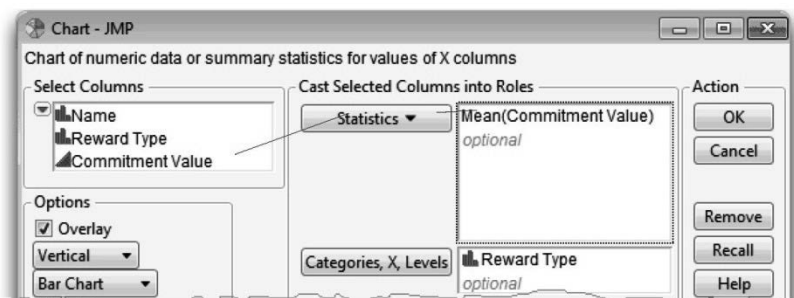 Chart - JMP
Chart of numeric data or summary statistics for values of X columns
Select Columns
Name
Reward Type
Commitment Value
Options
Overlay
Vertical
Bar Chart
Cast Selected Columns into Roles
Statistics
Mean(Commitment Value)
optional
Categories, X, Levels
Reward Type
optional
Action
OK
Cancel
Remove
Recall
Help